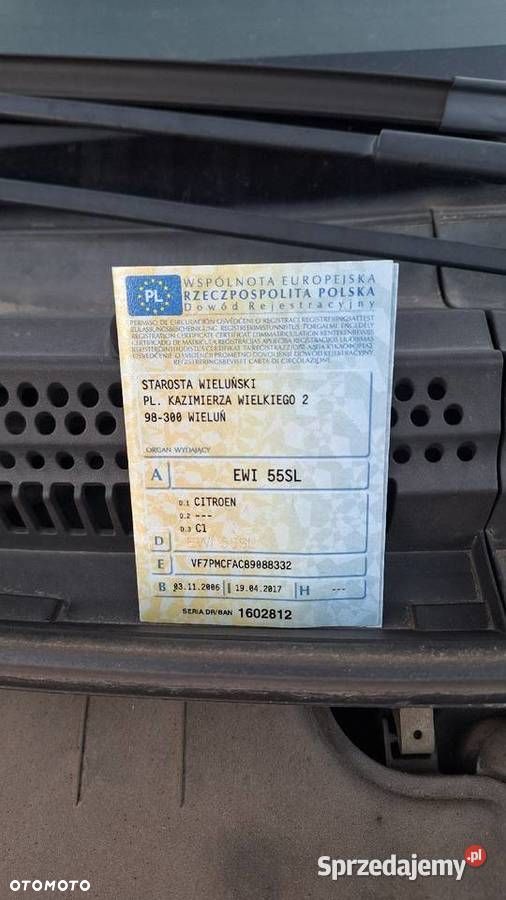 PL
WSPÓLNOTA EUROPEJSKA
RZECZPOSPOLITA POLSKA
Dowód Rejestracyjny
STAROSTA WIELUŃSKI
PL. KAZIMIERZA WIELKIEGO 2
98-300 WIELUŃ
ORGAN WYDAJĄCY
A EWI 55SL
D.1 CITROEN
D.2 ---
D.3 C1
D
E VF7PMCFAC89088332
B 03.11.2006 I 19.04.2017 H ---
SERIA DR/BAN 1602812
OTOMOTO
Sprzedajemy.pl